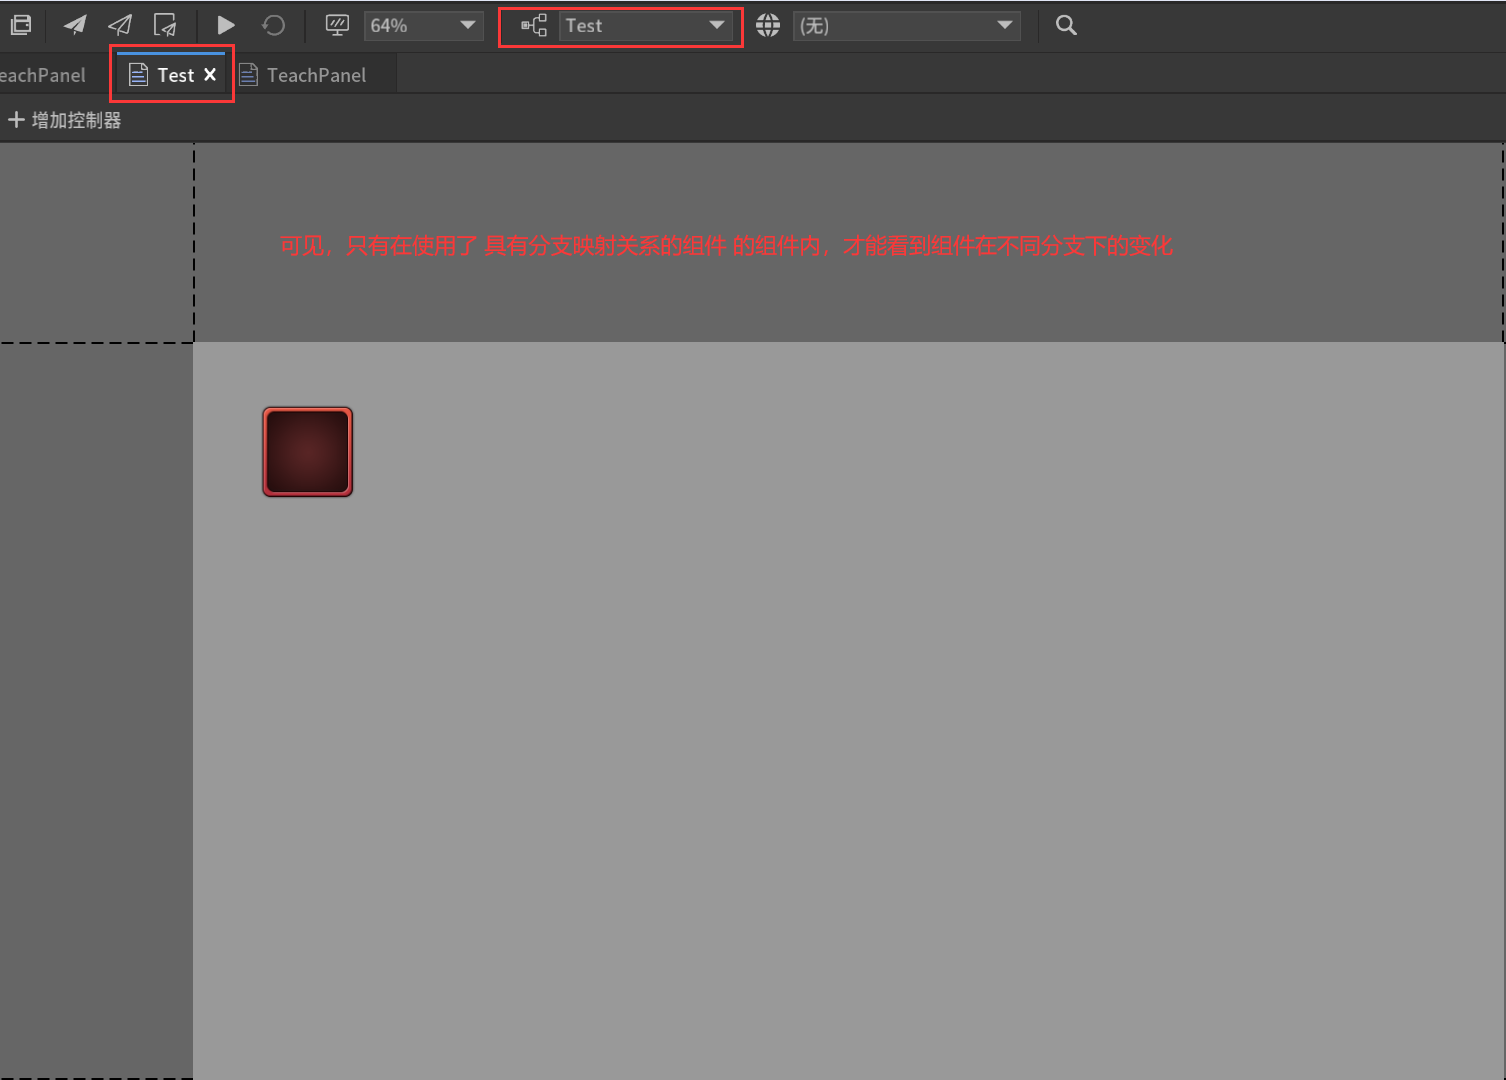 64%
Test
(无)
eachPanel
Test
TeachPanel
增加控制器
可见，只有在使用了 具有分支映射关系的组件 的组件内，才能看到组件在不同分支下的变化